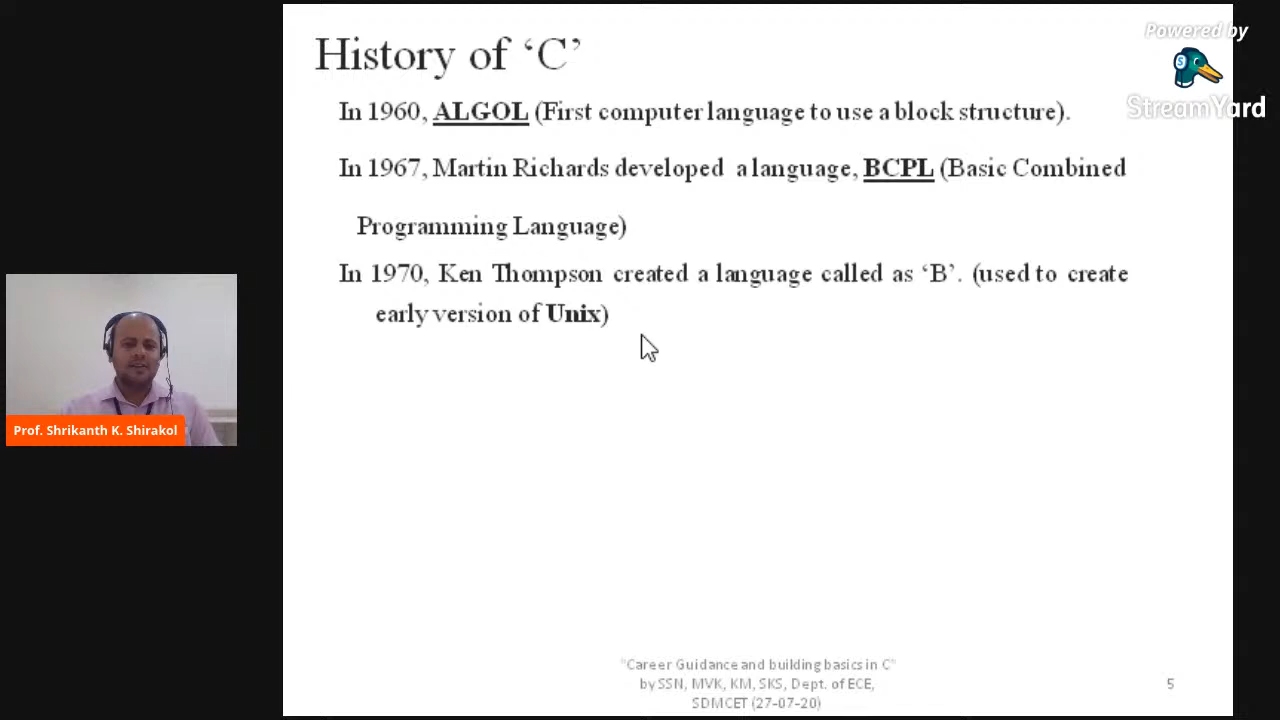 History of ‘C’
In 1960, ALGOL (First computer language to use a block structure).
In 1967, Martin Richards developed a language, BCPL (Basic Combined
Programming Language)
In 1970, Ken Thompson created a language called as ‘B’. (used to create
early version of Unix)
Powered by
StreamYard
Prof. Shrikanth K. Shirakol
"Career Guidance and building basics in C"
by SSN, MVK, KM, SKS, Dept. of ECE,
SDMCET (27-07-20)
5